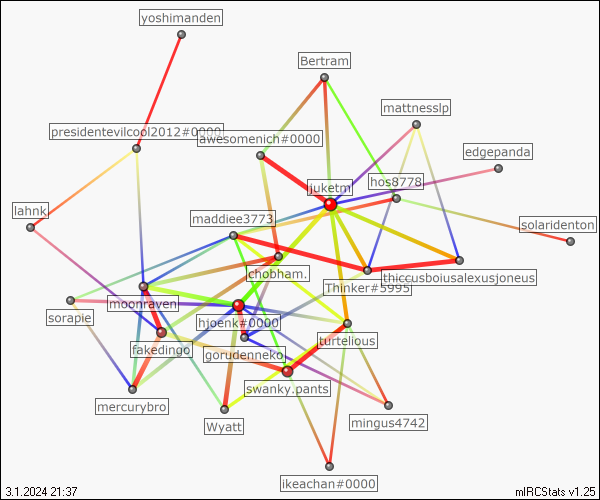 yoshimanden
Bertram
mattnesslp
presidentevilcool2012#0000
awesomenich#0000
edgepanda
juketn
hos8778
lahnk
maddiee3773
solaridenton
chobham.
Thinker#5995
thiccusboiusalexusjoneus
moonraven
sorapie
hjoenk#0000
turtelious
fakedingo
gorudenneko
swanky.pants
mercurybro
Wyatt
mingus4742
ikeachan#0000
3.1.2024 21:37
mIRCStats v1.25